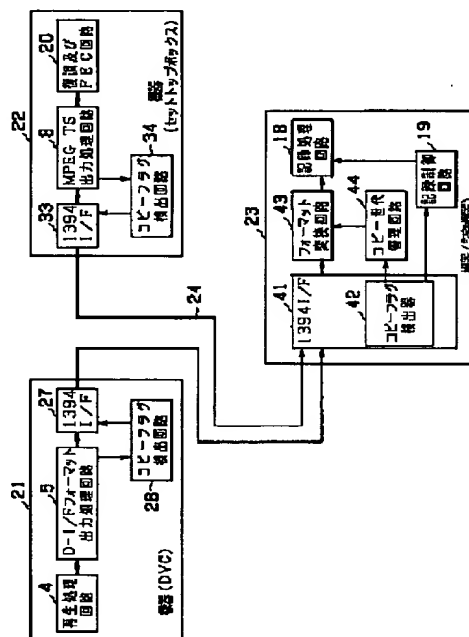 21
4
再生処理
回路
5
D-I/Fフォーマット
出力処理回路
27
1394
I/F
コピーフラグ
検出回路
28
機器(DVC)
22
33
1394
I/F
8
MPEG TS
出力処理回路
20
復調及び
FEC回路
コピーフラグ
検出回路
34
機器
(セットトップボックス)
24
23
41
1394I/F
42
コピーフラグ
検出器
43
フォーマット
変換回路
18
記録処理
回路
コピー世代
管理回路
44
記録制御
回路
19